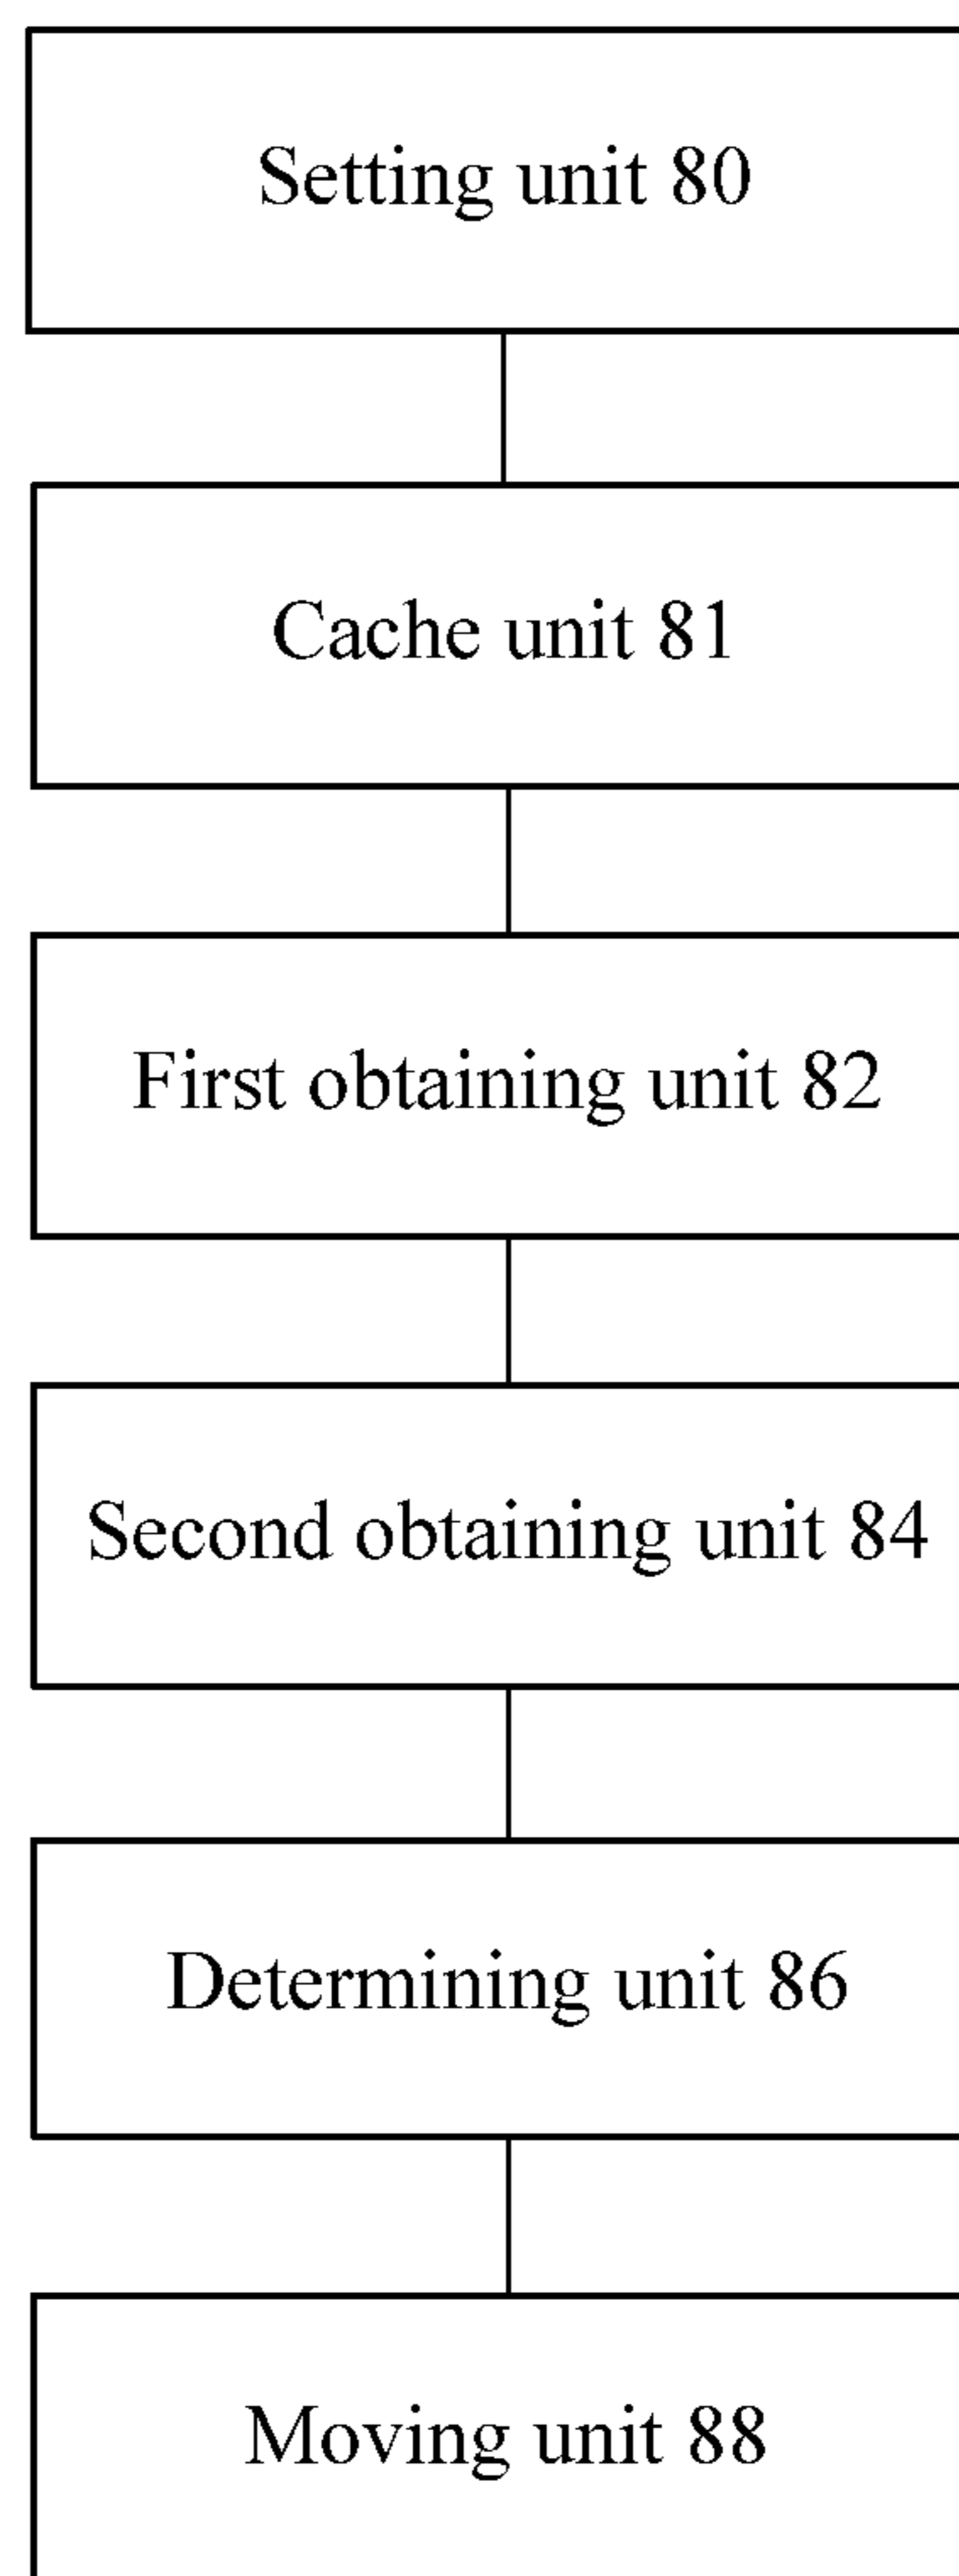 Setting unit 80
Cache unit 81
First obtaining unit 82
Second obtaining unit 84
Determining unit 86
Moving unit 88